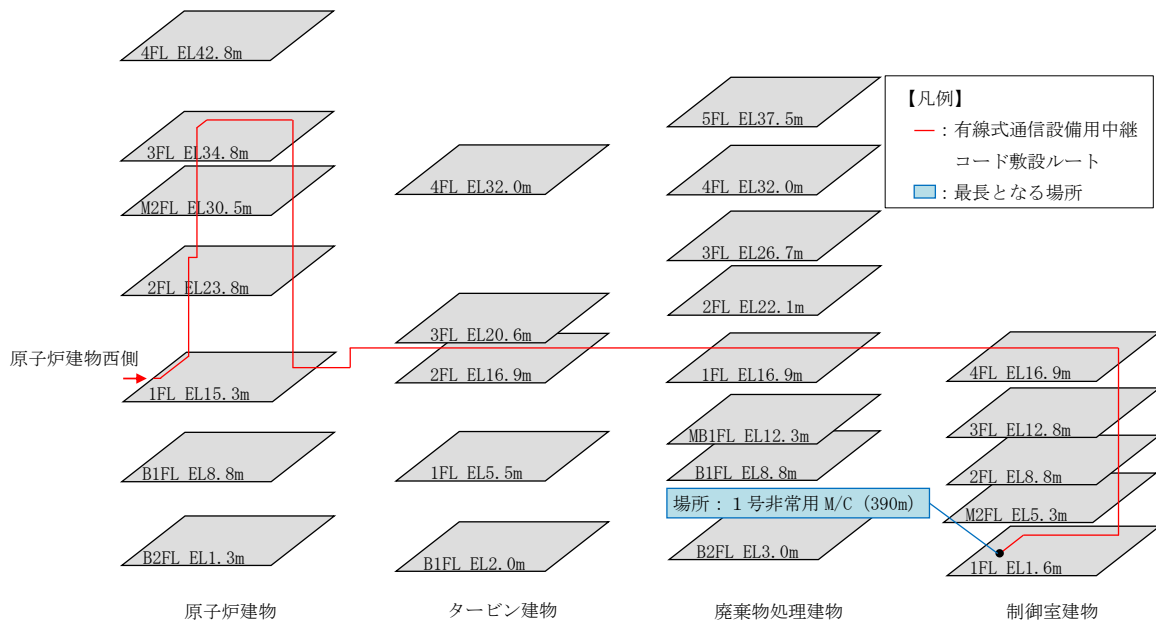 4FL EL42.8m
3FL EL34.8m
M2FL EL30.5m
2FL EL23.8m
原子炉建物西側
1FL EL15.3m
B1FL EL8.8m
B2FL EL1.3m
原子炉建物
4FL EL32.0m
3FL EL20.6m
2FL EL16.9m
1FL EL5.5m
B1FL EL2.0m
タービン建物
5FL EL37.5m
4FL EL32.0m
3FL EL26.7m
2FL EL22.1m
1FL EL16.9m
MB1FL EL12.3m
B1FL EL8.8m
場所：１号非常用 M/C (390m)
B2FL EL3.0m
廃棄物処理建物
【凡例】
：有線式通信設備用中継
コード敷設ルート
：最長となる場所
4FL EL16.9m
3FL EL12.8m
2FL EL8.8m
M2FL EL5.3m
1FL EL1.6m
制御室建物